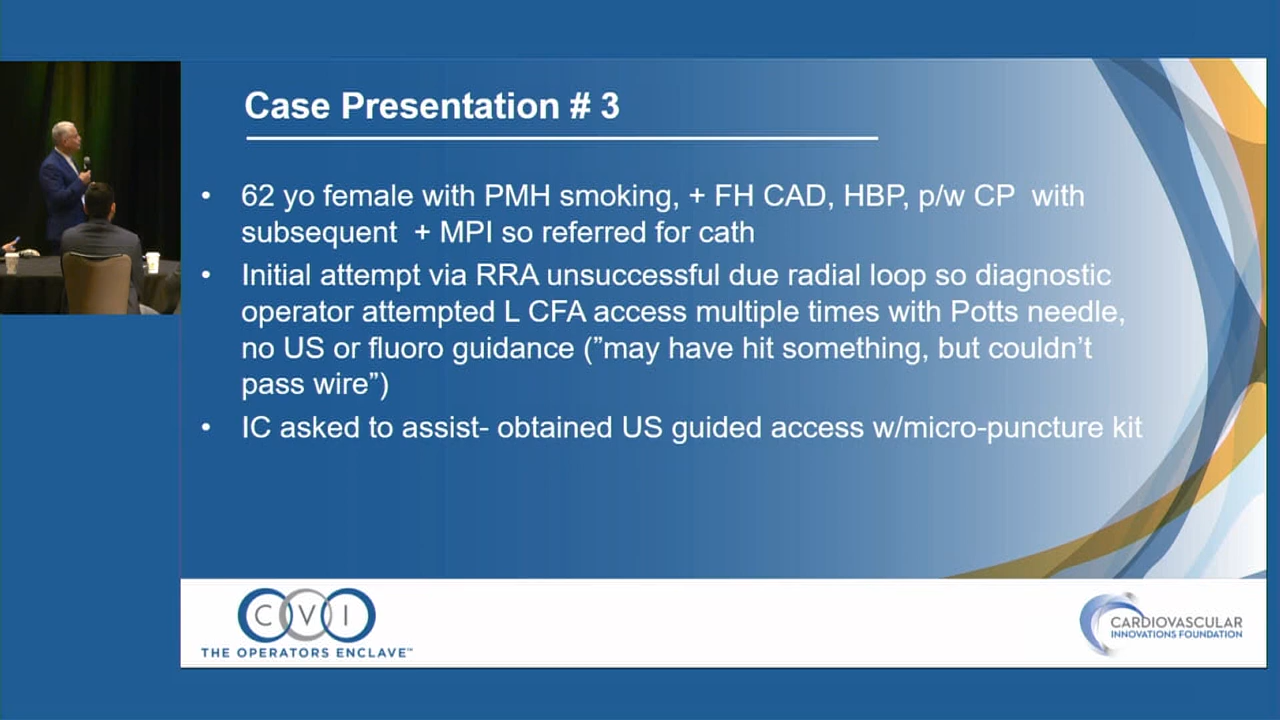 Case Presentation # 3
• 62 yo female with PMH smoking, + FH CAD, HBP, p/w CP  with
subsequent  + MPI so referred for cath
• Initial attempt via RRA unsuccessful due radial loop so diagnostic
operator attempted L CFA access multiple times with Potts needle,
no US or fluoro guidance (”may have hit something, but couldn’t
pass wire”)
• IC asked to assist- obtained US guided access w/micro-puncture kit
CVI
THE OPERATORS ENCLAVE™
CARDIOVASCULAR
INNOVATIONS FOUNDATION